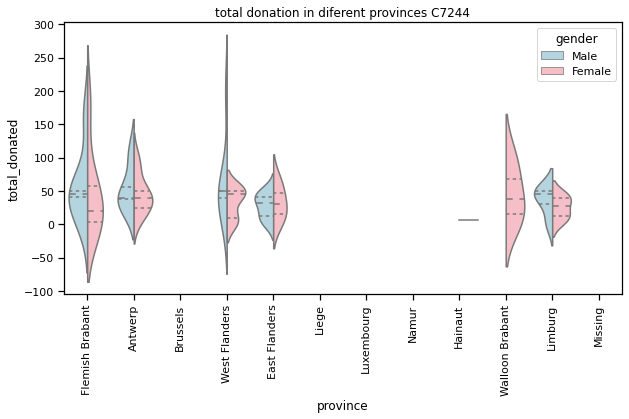 total donation in diferent provinces C7244
gender
Male
Female
total_donated
300
250
200
150
100
50
0
−50
−100
Flemish Brabant
Antwerp
Brussels
West Flanders
East Flanders
Liege
Luxembourg
Namur
Hainaut
Walloon Brabant
Limburg
Missing
province